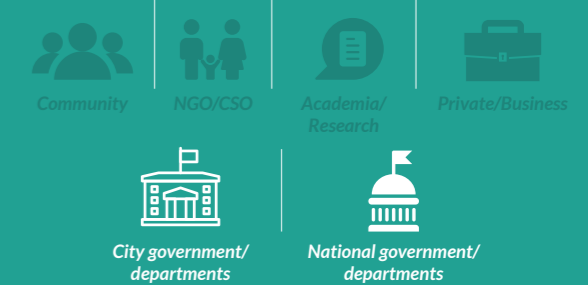 Community NGO/CSO Academia/ Private/Business
Research
City government/ National government/
departments departments